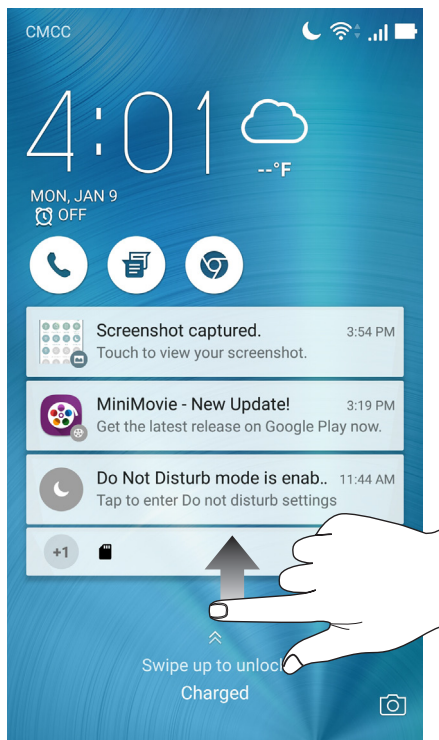 CMCC
4:01
--°F
MON, JAN 9
OFF
Screenshot captured. 3:54 PM
Touch to view your screenshot.
MiniMovie - New Update! 3:19 PM
Get the latest release on Google Play now.
Do Not Disturb mode is enab.. 11:44 AM
Tap to enter Do not disturb settings
+1
Swipe up to unloc
Charged